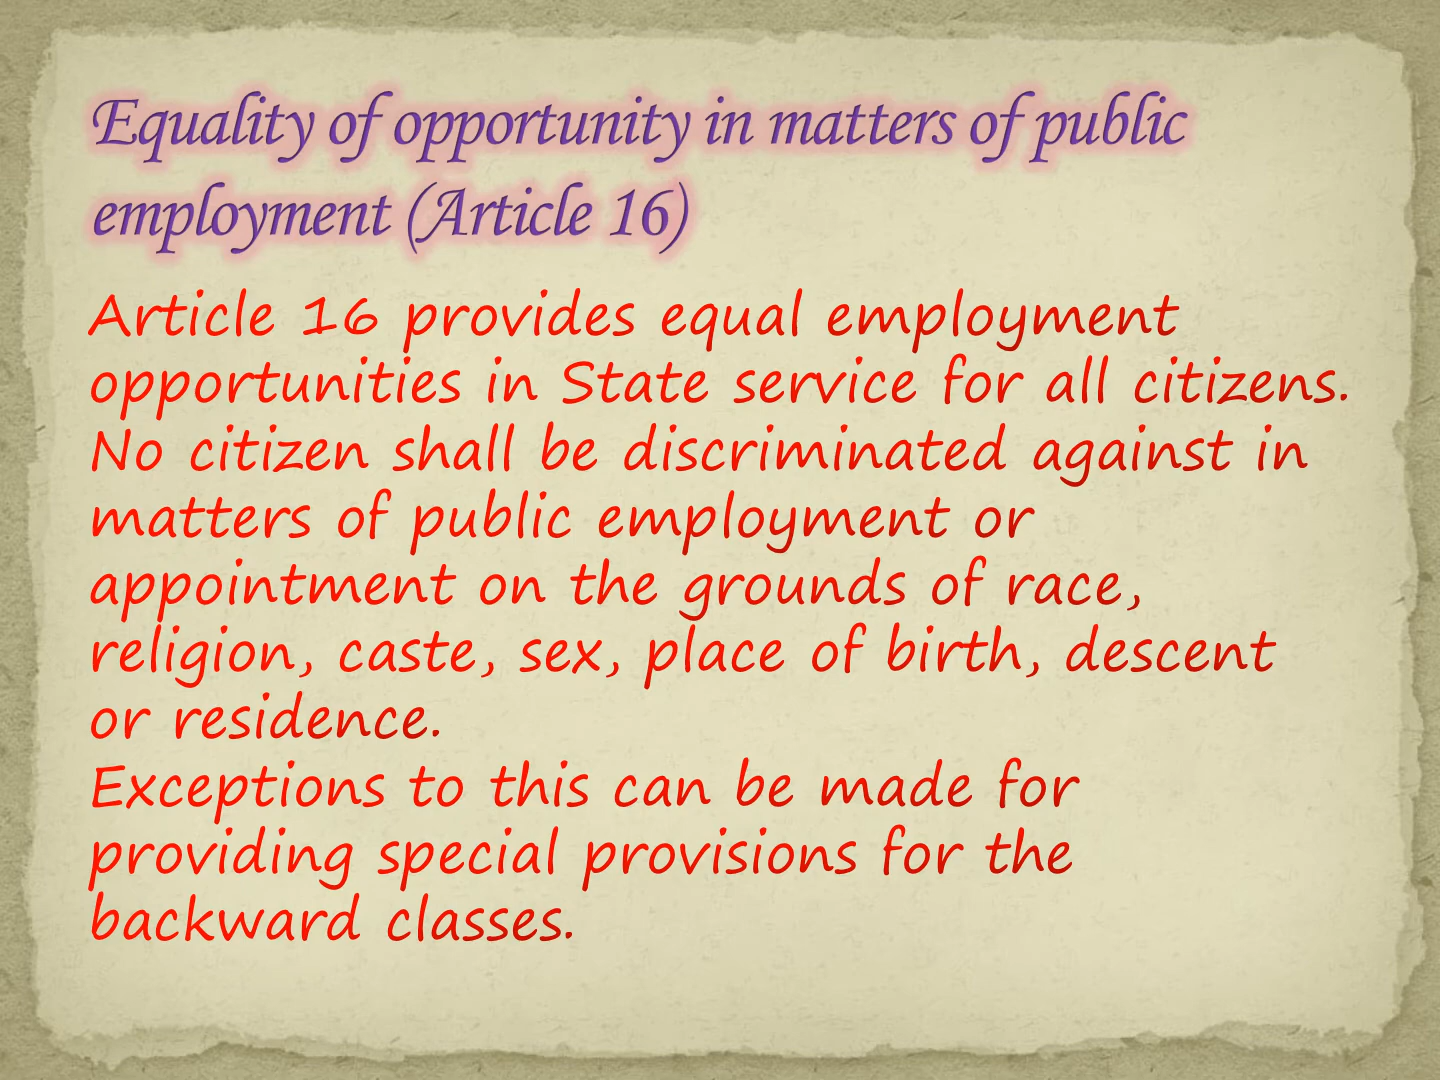 Equality of opportunity in matters of public
employment (Article 16)
Article 16 provides equal employment
opportunities in State service for all citizens.
No citizen shall be discriminated against in
matters of public employment or
appointment on the grounds of race,
religion, caste, sex, place of birth, descent
or residence.
Exceptions to this can be made for
providing special provisions for the
backward classes.